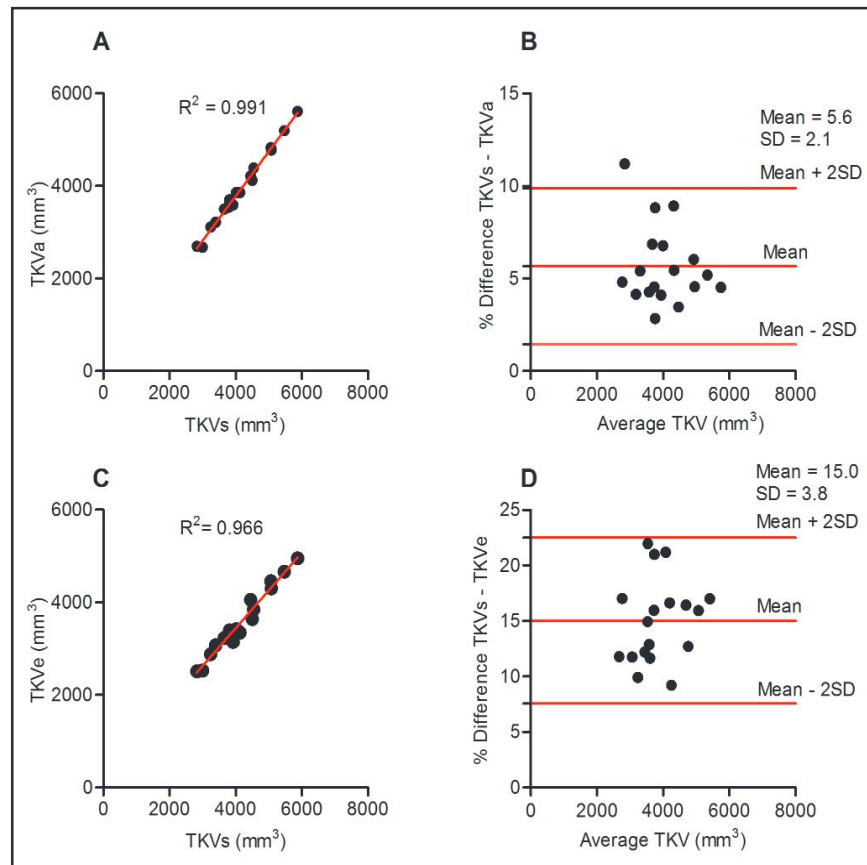 A
R² = 0.991
6000
4000
2000
0
TKVa (mm³)
0 2000 4000 6000 8000
TKVs (mm³)
B
15
10
5
0
% Difference TKVs - TKVa
Mean = 5.6
SD = 2.1
Mean + 2SD
Mean
Mean - 2SD
0 2000 4000 6000 8000
Average TKV (mm³)
C
R²= 0.966
6000
4000
2000
0
TKVe (mm³)
0 2000 4000 6000 8000
TKVs (mm³)
D
Mean = 15.0
SD = 3.8
25
20
15
10
5
0
% Difference TKVs - TKVe
Mean + 2SD
Mean
Mean - 2SD
0 2000 4000 6000 8000
Average TKV (mm³)